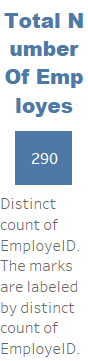 Total N
umber
Of Emp
loyes
290
Distinct
count of
EmployeID.
The marks
are labeled
by distinct
count of
EmployeID.